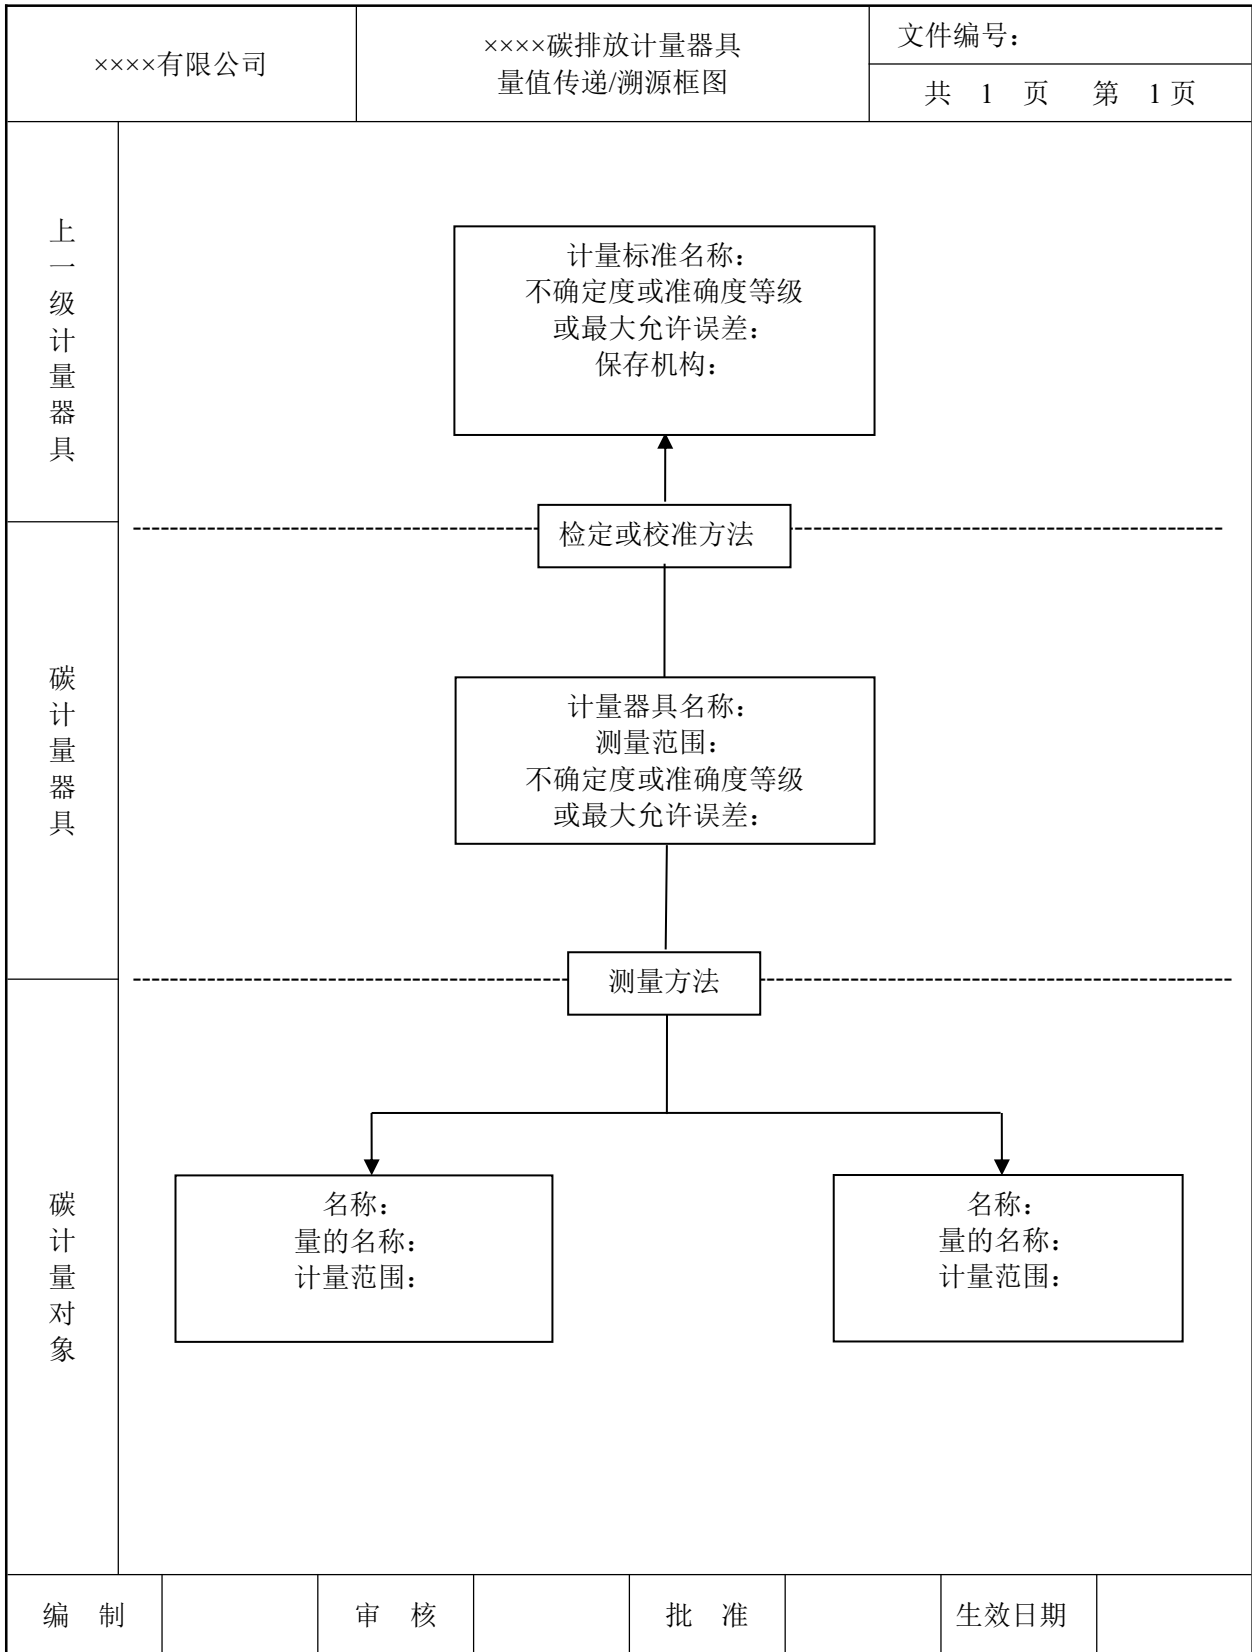 ××××有限公司
××××碳排放计量器具
量值传递/溯源框图
文件编号：
共 1 页 第 1 页
上一级计量器具
计量标准名称：
不确定度或准确度等级
或最大允许误差：
保存机构：
检定或校准方法
碳计量器具
计量器具名称：
测量范围：
不确定度或准确度等级
或最大允许误差：
测量方法
碳计量对象
名称：
量的名称：
计量范围：
名称：
量的名称：
计量范围：
编 制
审 核
批 准
生效日期